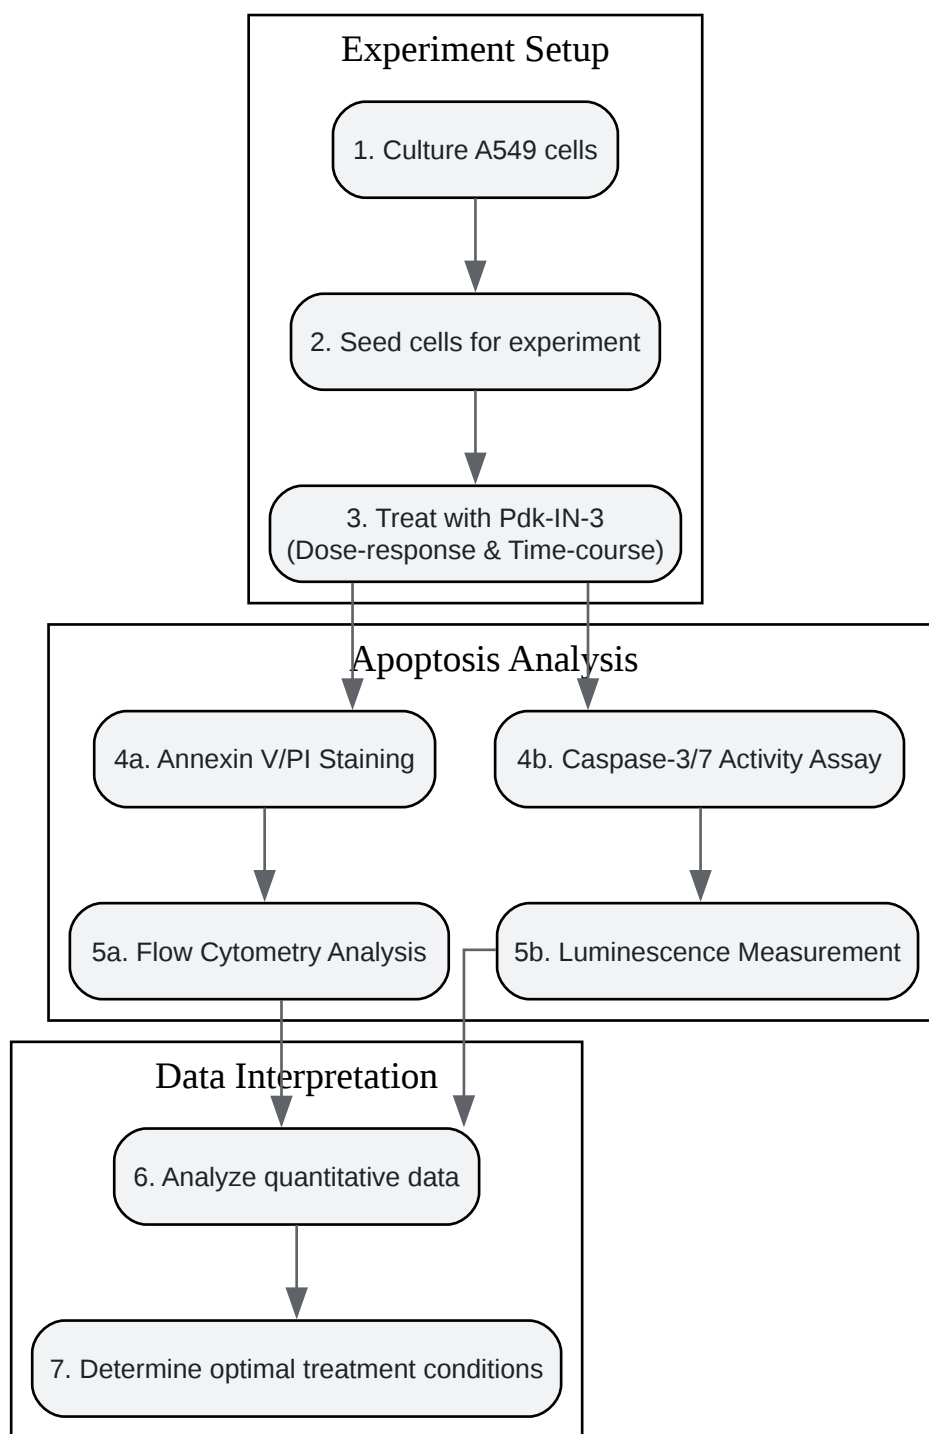 Experiment Setup
1. Culture A549 cells
2. Seed cells for experiment
3. Treat with Pdk-IN-3
(Dose-response & Time-course)
Apoptosis Analysis
4a. Annexin V/PI Staining
4b. Caspase-3/7 Activity Assay
5a. Flow Cytometry Analysis
5b. Luminescence Measurement
Data Interpretation
6. Analyze quantitative data
7. Determine optimal treatment conditions